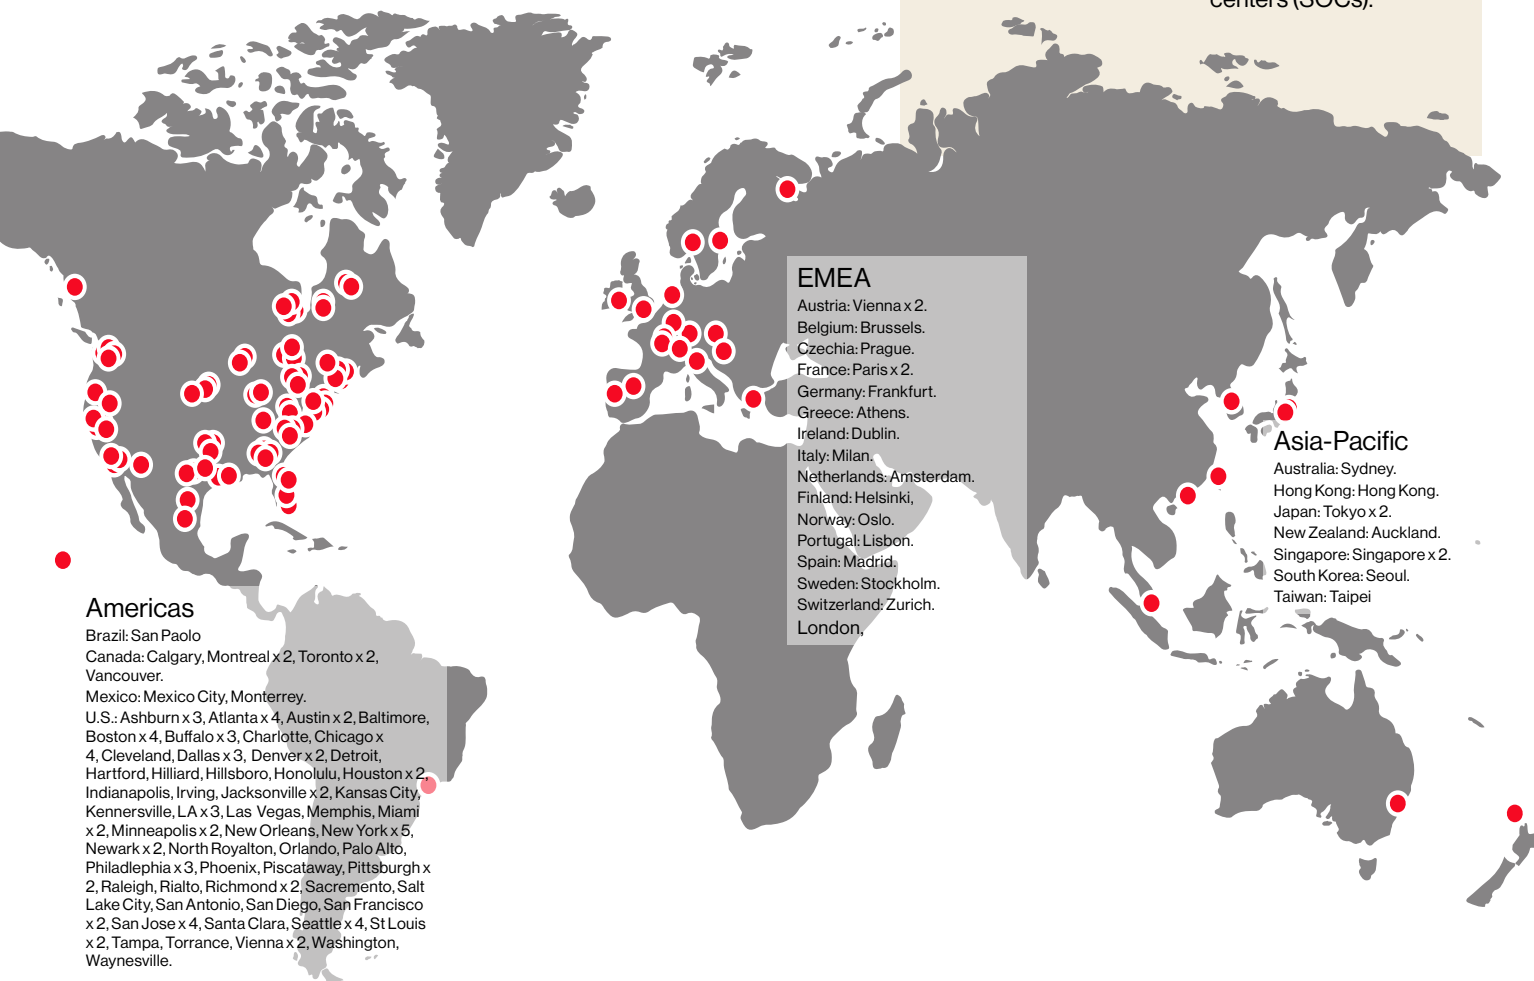 centers (SOCs).
EMEA
Austria: Vienna x 2.
Belgium: Brussels.
Czechia: Prague.
France: Paris x 2.
Germany: Frankfurt.
Greece: Athens.
Ireland: Dublin.
Italy: Milan.
Netherlands: Amsterdam.
Finland: Helsinki,
Norway: Oslo.
Portugal: Lisbon.
Spain: Madrid.
Sweden: Stockholm.
Switzerland: Zurich.
London,
Asia-Pacific
Australia: Sydney.
Hong Kong: Hong Kong.
Japan: Tokyo x 2.
New Zealand: Auckland.
Singapore: Singapore x 2.
South Korea: Seoul.
Taiwan: Taipei
Americas
Brazil: San Paolo
Canada: Calgary, Montreal x 2, Toronto x 2,
Vancouver.
Mexico: Mexico City, Monterrey.
U.S.: Ashburn x 3, Atlanta x 4, Austin x 2, Baltimore,
Boston x 4, Buffalo x 3, Charlotte, Chicago x
4, Cleveland, Dallas x 3, Denver x 2, Detroit,
Hartford, Hilliard, Hillsboro, Honolulu, Houston x 2,
Indianapolis, Irving, Jacksonville x 2, Kansas City,
Kennersville, LA x 3, Las Vegas, Memphis, Miami
x 2, Minneapolis x 2, New Orleans, New York x 5,
Newark x 2, North Royalton, Orlando, Palo Alto,
Philadlephia x 3, Phoenix, Piscataway, Pittsburgh x
2, Raleigh, Rialto, Richmond x 2, Sacremento, Salt
Lake City, San Antonio, San Diego, San Francisco
x 2, San Jose x 4, Santa Clara, Seattle x 4, St Louis
x 2, Tampa, Torrance, Vienna x 2, Washington,
Waynesville.